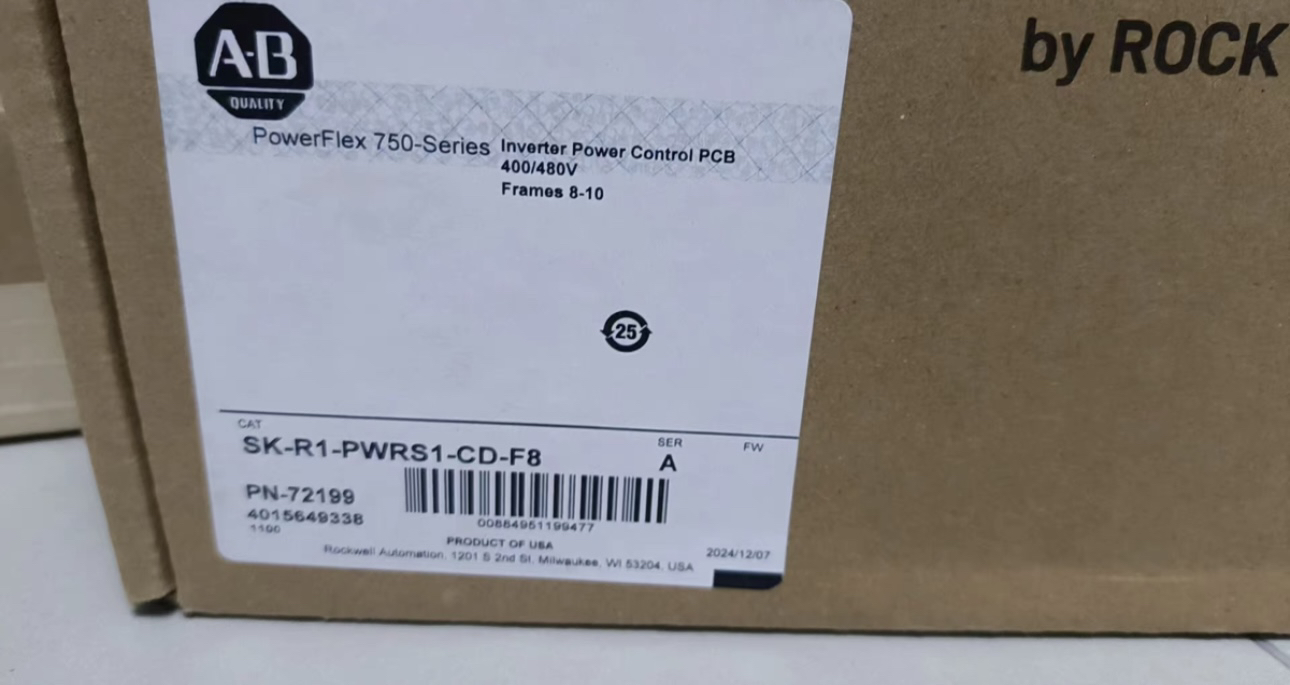 A-B
QUALITY
by ROCK
PowerFlex 750-Series
Inverter Power Control PCB
400/480V
Frames 8-10
25
CAT
SK-R1-PWRS1-CD-F8
SER
A
FW
PN-72199
4015649338
1100
00884951199477
PRODUCT OF USA
Rockwell Automation, 1201 S 2nd St, Milwaukee, WI 53204, USA
2024/12/07